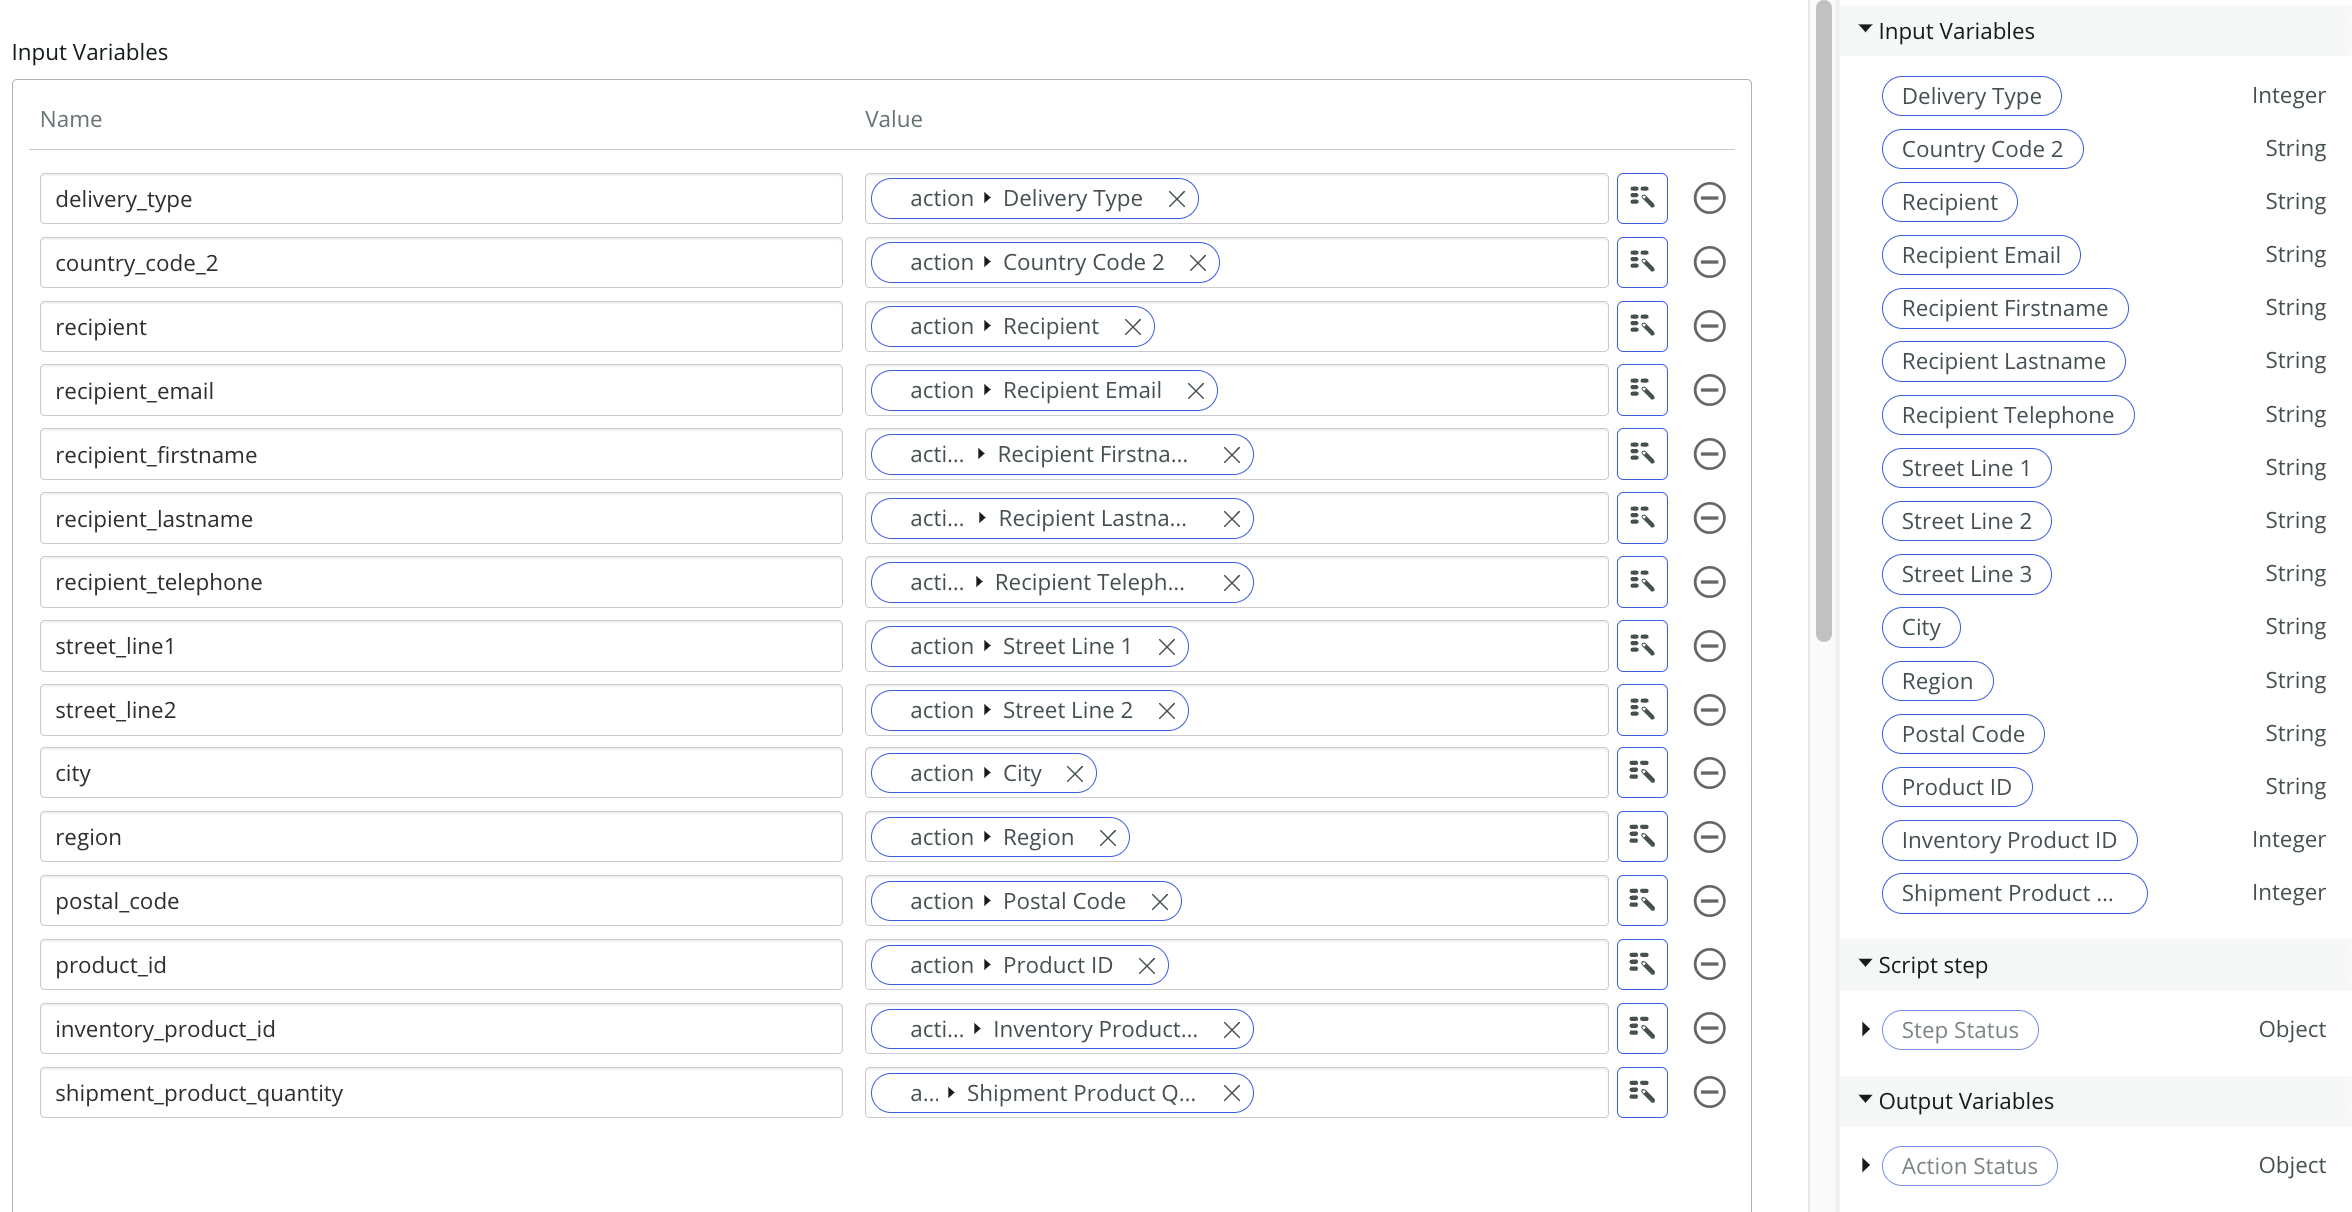 Input Variables
Name Value
delivery_type action Delivery Type
country_code_2 action Country Code 2
recipient action Recipient
recipient_email action Recipient Email
recipient_firstname acti... Recipient Firstna...
recipient_lastname acti... Recipient Lastna...
recipient_telephone acti... Recipient Teleph...
street_line1 action Street Line 1
street_line2 action Street Line 2
city action City
region action Region
postal_code action Postal Code
product_id action Product ID
inventory_product_id acti... Inventory Product...
shipment_product_quantity a... Shipment Product Q...
Input Variables
Delivery Type Integer
Country Code 2 String
Recipient String
Recipient Email String
Recipient Firstname String
Recipient Lastname String
Recipient Telephone String
Street Line 1 String
Street Line 2 String
Street Line 3 String
City String
Region String
Postal Code String
Product ID String
Inventory Product ID Integer
Shipment Product ... Integer
Script step
Step Status Object
Output Variables
Action Status Object